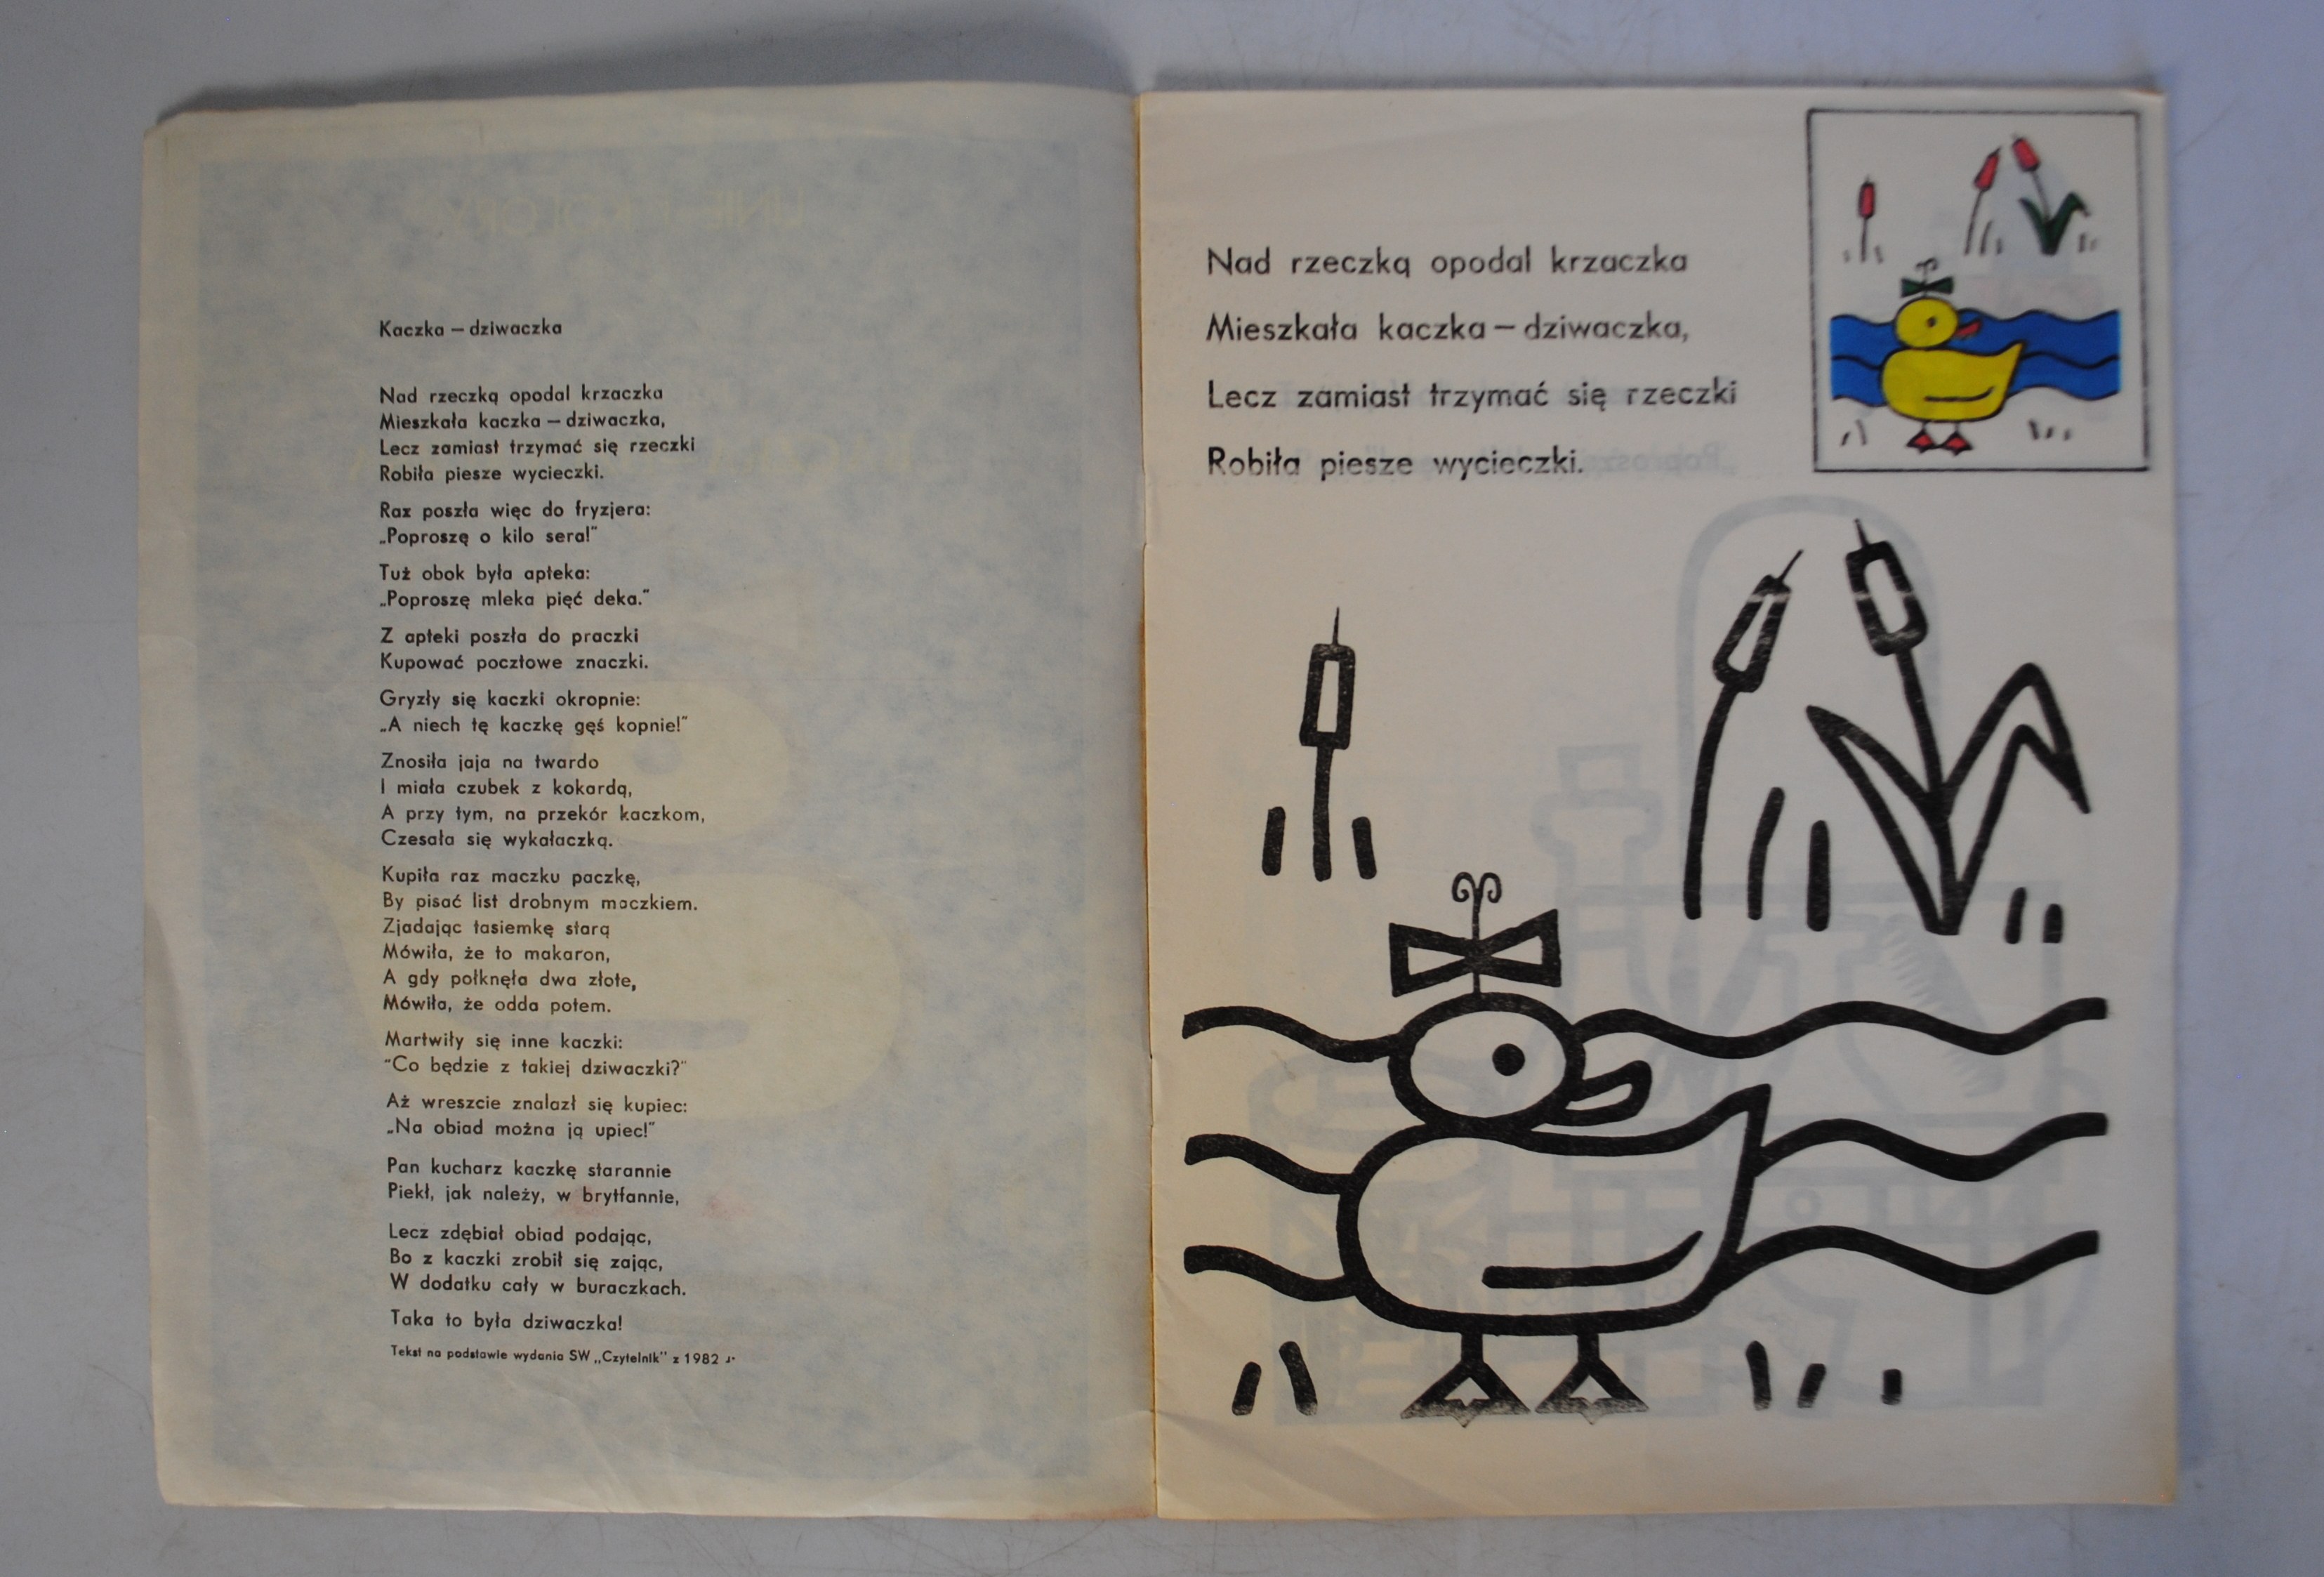 Kaczka – dziwaczka
Nad rzeczką opodal krzaczka
Mieszkała kaczka – dziwaczka,
Lecz zamiast trzymać się rzeczki
Robiła piesze wycieczki.
Raz poszła więc do fryzjera:
„Poproszę o kilo sera!”
Tuż obok była apteka:
„Poproszę mleka pięć deka.”
Z apteki poszła do praczki
Kupować pocztowe znaczki.
Gryzły się kaczki okropnie:
„A niech tę kaczkę gęś kopnie!”
Znosiła jaja na twardo
I miała czubek z kokardą,
A przy tym, na przekór kaczkom,
Czesała się wykałaczką.
Kupiła raz maczku paczkę,
By pisać list drobnym maczkiem.
Zjadając tasiemkę starą
Mówiła, że to makaron,
A gdy połknęła dwa złote,
Mówiła, że odda potem.
Martwiły się inne kaczki:
"Co będzie z takiej dziwaczki?"
Aż wreszcie znalazł się kupiec:
„Na obiad można ją upiec!”
Pan kucharz kaczkę starannie
Piekł, jak należy, w brytfannie,
Lecz zdębiał obiad podając,
Bo z kaczki zrobił się zając,
W dodatku cały w buraczkach.
Taka to była dziwaczka!
Tekst na podstawie wydania SW „Czytelnik” z 1982 r.
Nad rzeczką opodal krzaczka
Mieszkała kaczka – dziwaczka,
Lecz zamiast trzymać się rzeczki
Robiła piesze wycieczki.